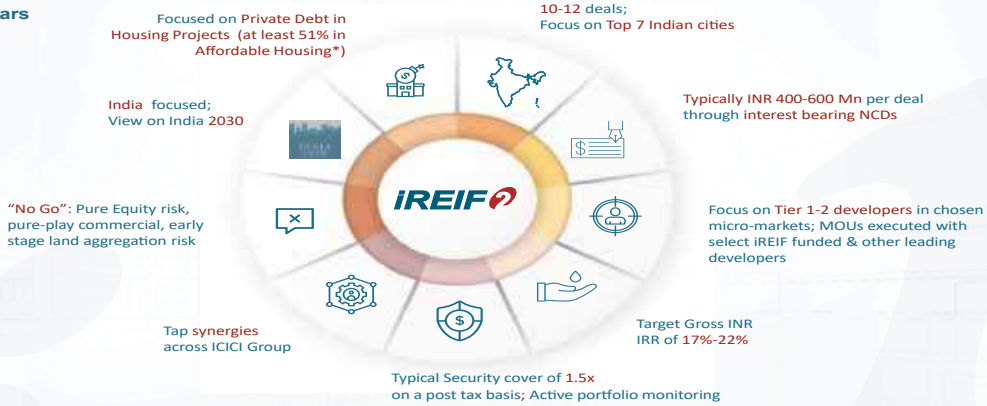 ars
Focused on Private Debt in
Housing Projects (at least 51% in
Affordable Housing*)
10-12 deals;
Focus on Top 7 Indian cities
India focused;
View on India 2030
Typically INR 400-600 Mn per deal
through interest bearing NCDs
iREIF2
"No Go": Pure Equity risk,
pure-play commercial, early
stage land aggregation risk
Focus on Tier 1-2 developers in chosen
micro-markets; MOUs executed with
select iREIF funded & other leading
developers
Tap synergies
across ICICI Group
Target Gross INR
IRR of 17%-22%
Typical Security cover of 1.5x
on a post tax basis; Active portfolio monitoring